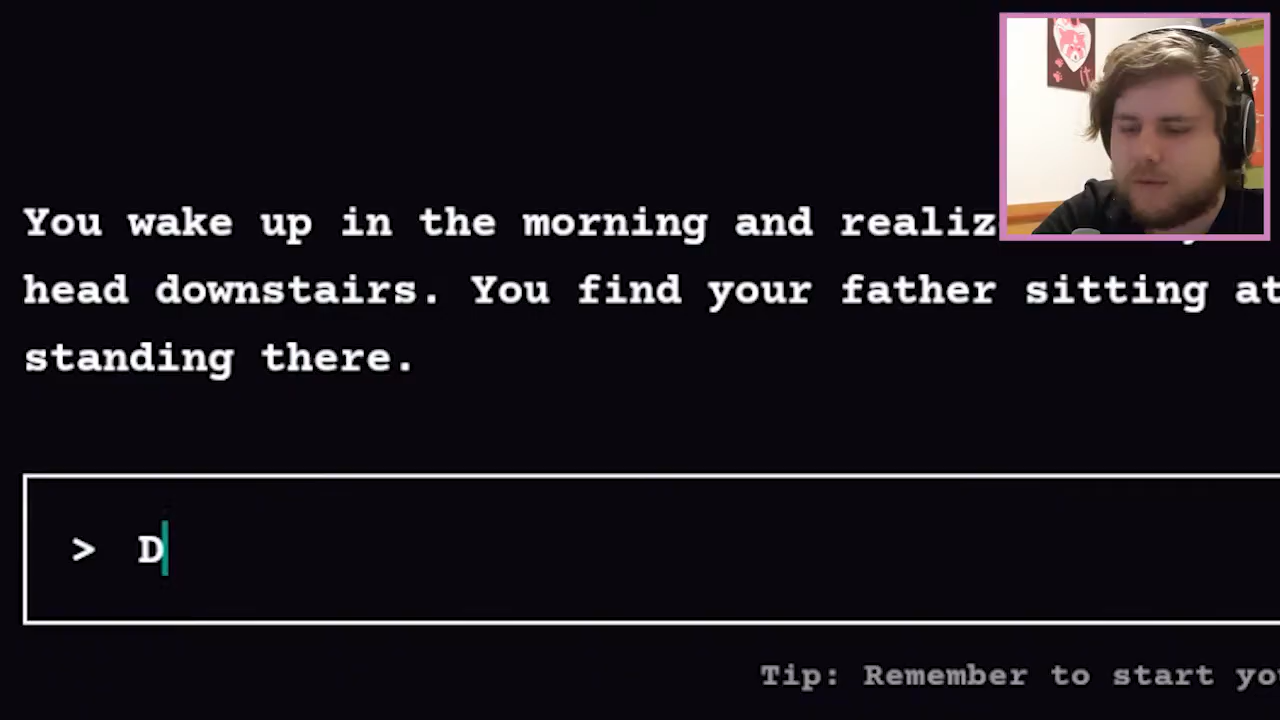 You wake up in the morning and realiz
head downstairs. You find your father sitting at
standing there.
> D
Tip: Remember to start yo
it